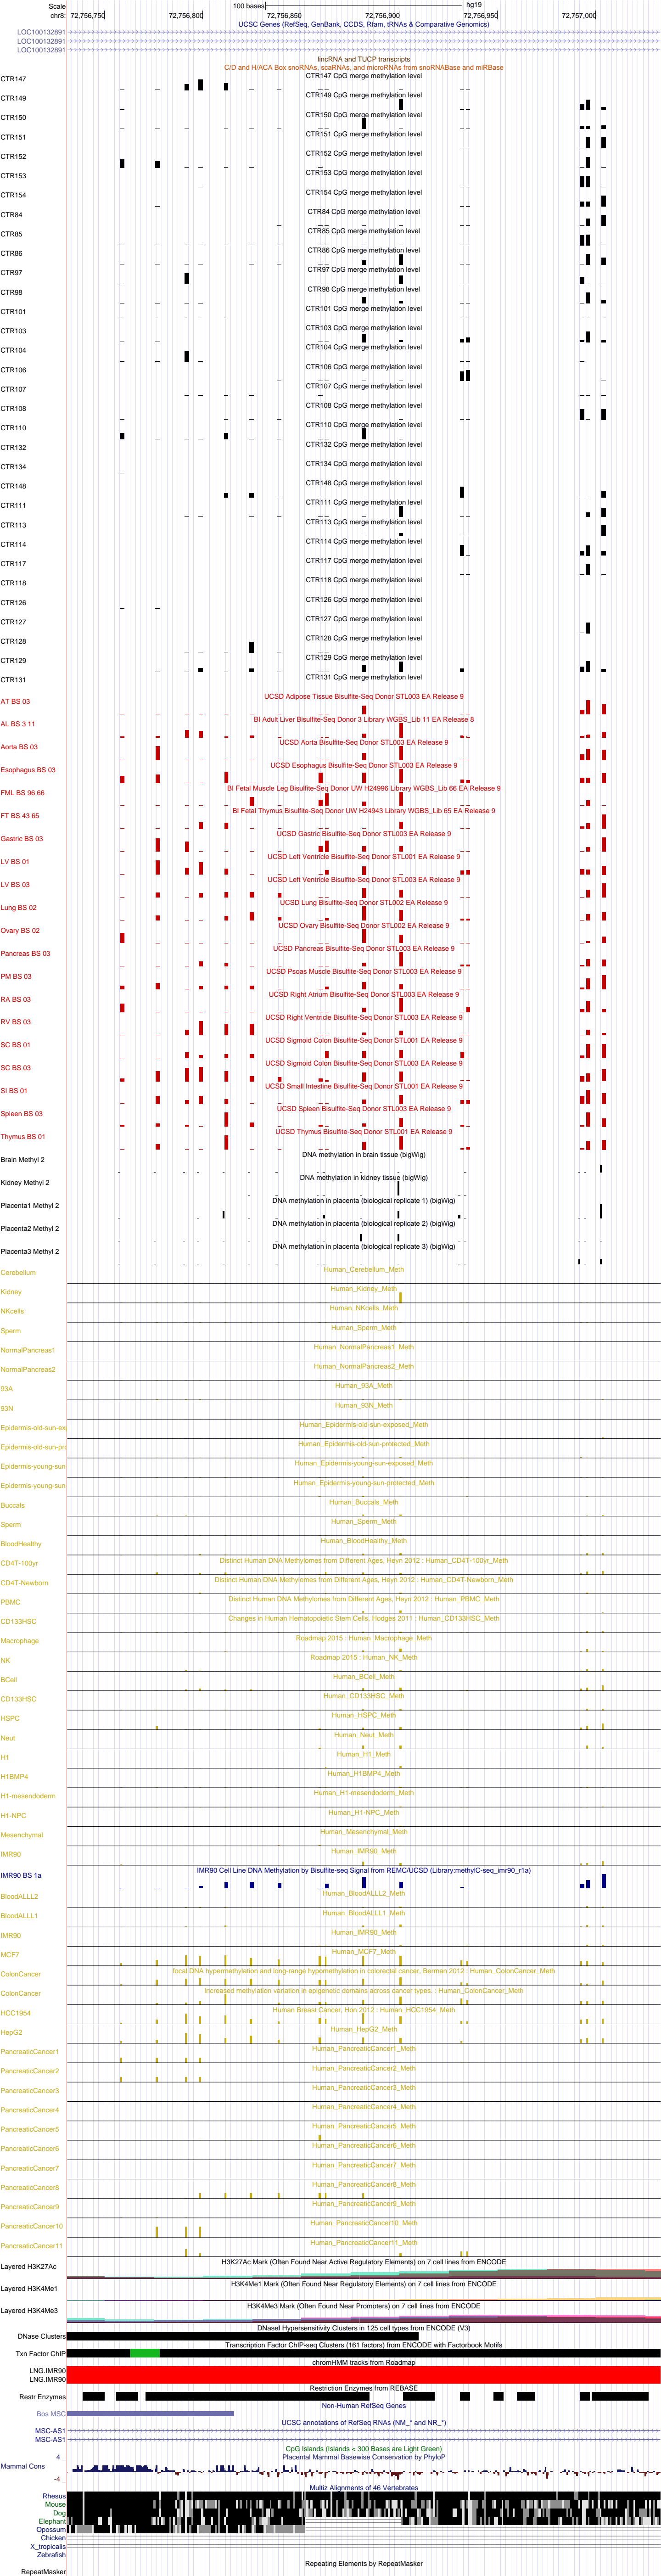 Scale 100 bases hg19
chr8: 72,756,750 72,756,800 72,756,850 72,756,900 72,756,950 72,757,000
UCSC Genes (RefSeq, GenBank, CCDS, Rfam, tRNAs & Comparative Genomics)
LOC100132891
LOC100132891
LOC100132891
lincRNA and TUCP transcripts
C/D and H/ACA Box snoRNAs, scaRNAs, and microRNAs from snoRNABase and miRBase
CTR147 CpG merge methylation level
CTR147
CTR149 CpG merge methylation level
CTR149
CTR150 CpG merge methylation level
CTR150
CTR151 CpG merge methylation level
CTR151
CTR152 CpG merge methylation level
CTR152
CTR153 CpG merge methylation level
CTR153
CTR154 CpG merge methylation level
CTR154
CTR84 CpG merge methylation level
CTR84
CTR85 CpG merge methylation level
CTR85
CTR86 CpG merge methylation level
CTR86
CTR97 CpG merge methylation level
CTR97
CTR98 CpG merge methylation level
CTR98
CTR101 CpG merge methylation level
CTR101
CTR103 CpG merge methylation level
CTR103
CTR104 CpG merge methylation level
CTR104
CTR106 CpG merge methylation level
CTR106
CTR107 CpG merge methylation level
CTR107
CTR108 CpG merge methylation level
CTR108
CTR110 CpG merge methylation level
CTR110
CTR132 CpG merge methylation level
CTR132
CTR134 CpG merge methylation level
CTR134
CTR148 CpG merge methylation level
CTR148
CTR111 CpG merge methylation level
CTR111
CTR113 CpG merge methylation level
CTR113
CTR114 CpG merge methylation level
CTR114
CTR117 CpG merge methylation level
CTR117
CTR118 CpG merge methylation level
CTR118
CTR126 CpG merge methylation level
CTR126
CTR127 CpG merge methylation level
CTR127
CTR128 CpG merge methylation level
CTR128
CTR129 CpG merge methylation level
CTR129
CTR131 CpG merge methylation level
CTR131
UCSD Adipose Tissue Bisulfite-Seq Donor STL003 EA Release 9
AT BS 03
BI Adult Liver Bisulfite-Seq Donor 3 Library WGBS_Lib 11 EA Release 8
AL BS 3 11
UCSD Aorta Bisulfite-Seq Donor STL003 EA Release 9
Aorta BS 03
UCSD Esophagus Bisulfite-Seq Donor STL003 EA Release 9
Esophagus BS 03
BI Fetal Muscle Leg Bisulfite-Seq Donor UW H24996 Library WGBS_Lib 66 EA Release 9
FML BS 96 66
BI Fetal Thymus Bisulfite-Seq Donor UW H24943 Library WGBS_Lib 65 EA Release 9
FT BS 43 65
UCSD Gastric Bisulfite-Seq Donor STL003 EA Release 9
Gastric BS 03
UCSD Left Ventricle Bisulfite-Seq Donor STL001 EA Release 9
LV BS 01
UCSD Left Ventricle Bisulfite-Seq Donor STL003 EA Release 9
LV BS 03
UCSD Lung Bisulfite-Seq Donor STL002 EA Release 9
Lung BS 02
UCSD Ovary Bisulfite-Seq Donor STL002 EA Release 9
Ovary BS 02
UCSD Pancreas Bisulfite-Seq Donor STL003 EA Release 9
Pancreas BS 03
UCSD Psoas Muscle Bisulfite-Seq Donor STL003 EA Release 9
PM BS 03
UCSD Right Atrium Bisulfite-Seq Donor STL003 EA Release 9
RA BS 03
UCSD Right Ventricle Bisulfite-Seq Donor STL003 EA Release 9
RV BS 03
UCSD Sigmoid Colon Bisulfite-Seq Donor STL001 EA Release 9
SC BS 01
UCSD Sigmoid Colon Bisulfite-Seq Donor STL003 EA Release 9
SC BS 03
UCSD Small Intestine Bisulfite-Seq Donor STL001 EA Release 9
SI BS 01
UCSD Spleen Bisulfite-Seq Donor STL003 EA Release 9
Spleen BS 03
UCSD Thymus Bisulfite-Seq Donor STL001 EA Release 9
Thymus BS 01
DNA methylation in brain tissue (bigWig)
Brain Methyl 2
DNA methylation in kidney tissue (bigWig)
Kidney Methyl 2
DNA methylation in placenta (biological replicate 1) (bigWig)
Placenta1 Methyl 2
DNA methylation in placenta (biological replicate 2) (bigWig)
Placenta2 Methyl 2
DNA methylation in placenta (biological replicate 3) (bigWig)
Placenta3 Methyl 2
Human_Cerebellum_Meth
Cerebellum
Human_Kidney_Meth
Kidney
Human_NKcells_Meth
NKcells
Human_Sperm_Meth
Sperm
Human_NormalPancreas1_Meth
NormalPancreas1
Human_NormalPancreas2_Meth
NormalPancreas2
Human_93A_Meth
93A
Human_93N_Meth
93N
Human_Epidermis-old-sun-exposed_Meth
Epidermis-old-sun-ex
Human_Epidermis-old-sun-protected_Meth
Epidermis-old-sun-pr
Human_Epidermis-young-sun-exposed_Meth
Epidermis-young-sun-
Human_Epidermis-young-sun-protected_Meth
Epidermis-young-sun-
Human_Buccals_Meth
Buccals
Human_Sperm_Meth
Sperm
Human_BloodHealthy_Meth
BloodHealthy
Distinct Human DNA Methylomes from Different Ages, Heyn 2012 : Human_CD4T-100yr_Meth
CD4T-100yr
Distinct Human DNA Methylomes from Different Ages, Heyn 2012 : Human_CD4T-Newborn_Meth
CD4T-Newborn
Distinct Human DNA Methylomes from Different Ages, Heyn 2012 : Human_PBMC_Meth
PBMC
Changes in Human Hematopoietic Stem Cells, Hodges 2011 : Human_CD133HSC_Meth
CD133HSC
Roadmap 2015 : Human_Macrophage_Meth
Macrophage
Roadmap 2015 : Human_NK_Meth
NK
Human_BCell_Meth
BCell
Human_CD133HSC_Meth
CD133HSC
Human_HSPC_Meth
HSPC
Human_Neut_Meth
Neut
Human_H1_Meth
H1
Human_H1BMP4_Meth
H1BMP4
Human_H1-mesendoderm_Meth
H1-mesendoderm
Human_H1-NPC_Meth
H1-NPC
Human_Mesenchymal_Meth
Mesenchymal
Human_IMR90_Meth
IMR90
IMR90 Cell Line DNA Methylation by Bisulfite-seq Signal from REMC/UCSD (Library:methylC-seq_imr90_r1a)
IMR90 BS 1a
Human_BloodALLL2_Meth
BloodALLL2
Human_BloodALLL1_Meth
BloodALLL1
Human_IMR90_Meth
IMR90
Human_MCF7_Meth
MCF7
focal DNA hypermethylation and long-range hypomethylation in colorectal cancer, Berman 2012 : Human_ColonCancer_Meth
ColonCancer
Increased methylation variation in epigenetic domains across cancer types. : Human_ColonCancer_Meth
ColonCancer
Human Breast Cancer, Hon 2012 : Human_HCC1954_Meth
HCC1954
Human_HepG2_Meth
HepG2
Human_PancreaticCancer1_Meth
PancreaticCancer1
Human_PancreaticCancer2_Meth
PancreaticCancer2
Human_PancreaticCancer3_Meth
PancreaticCancer3
Human_PancreaticCancer4_Meth
PancreaticCancer4
Human_PancreaticCancer5_Meth
PancreaticCancer5
Human_PancreaticCancer6_Meth
PancreaticCancer6
Human_PancreaticCancer7_Meth
PancreaticCancer7
Human_PancreaticCancer8_Meth
PancreaticCancer8
Human_PancreaticCancer9_Meth
PancreaticCancer9
Human_PancreaticCancer10_Meth
PancreaticCancer10
Human_PancreaticCancer11_Meth
PancreaticCancer11
H3K27Ac Mark (Often Found Near Active Regulatory Elements) on 7 cell lines from ENCODE
Layered H3K27Ac
H3K4Me1 Mark (Often Found Near Regulatory Elements) on 7 cell lines from ENCODE
Layered H3K4Me1
H3K4Me3 Mark (Often Found Near Promoters) on 7 cell lines from ENCODE
Layered H3K4Me3
DNaseI Hypersensitivity Clusters in 125 cell types from ENCODE (V3)
DNase Clusters
Transcription Factor ChIP-seq Clusters (161 factors) from ENCODE with Factorbook Motifs
Txn Factor ChIP
chromHMM tracks from Roadmap
LNG.IMR90
LNG.IMR90
Restriction Enzymes from REBASE
Restr Enzymes
Non-Human RefSeq Genes
Bos MSC
UCSC annotations of RefSeq RNAs (NM_* and NR_*)
MSC-AS1
MSC-AS1
CpG Islands (Islands < 300 Bases are Light Green)
Placental Mammal Basewise Conservation by PhyloP
4 _
Mammal Cons
-4 _
Multiz Alignments of 46 Vertebrates
Rhesus
Mouse
Dog
Elephant
Opossum
Chicken
X_tropicalis
Zebrafish
Repeating Elements by RepeatMasker
RepeatMasker